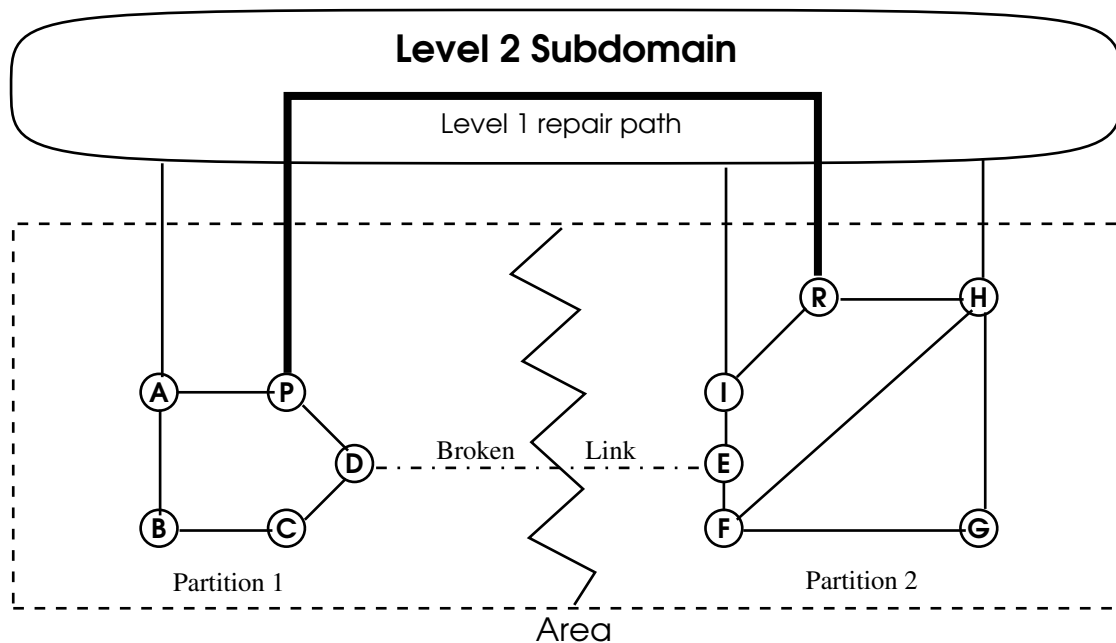 Level 2 Subdomain
Level 1 repair path
R
H
A
P
I
D
Broken
Link
E
B
C
F
G
Partition 1
Partition 2
Area